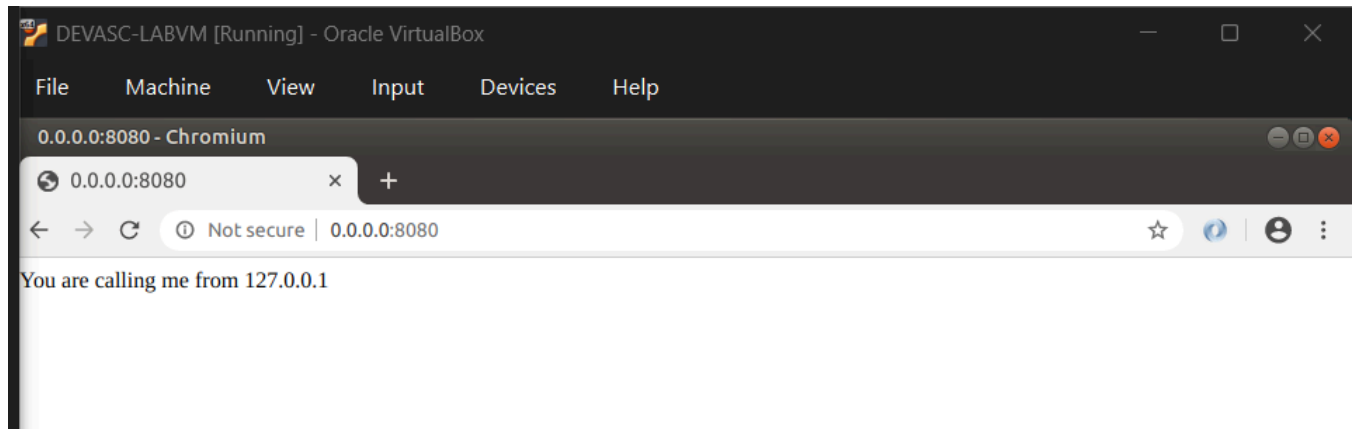 DEVASC-LABVM [Running] - Oracle VirtualBox
File Machine View Input Devices Help
0.0.0.0:8080 - Chromium
0.0.0.0:8080
Not secure 0.0.0.0:8080
You are calling me from 127.0.0.1